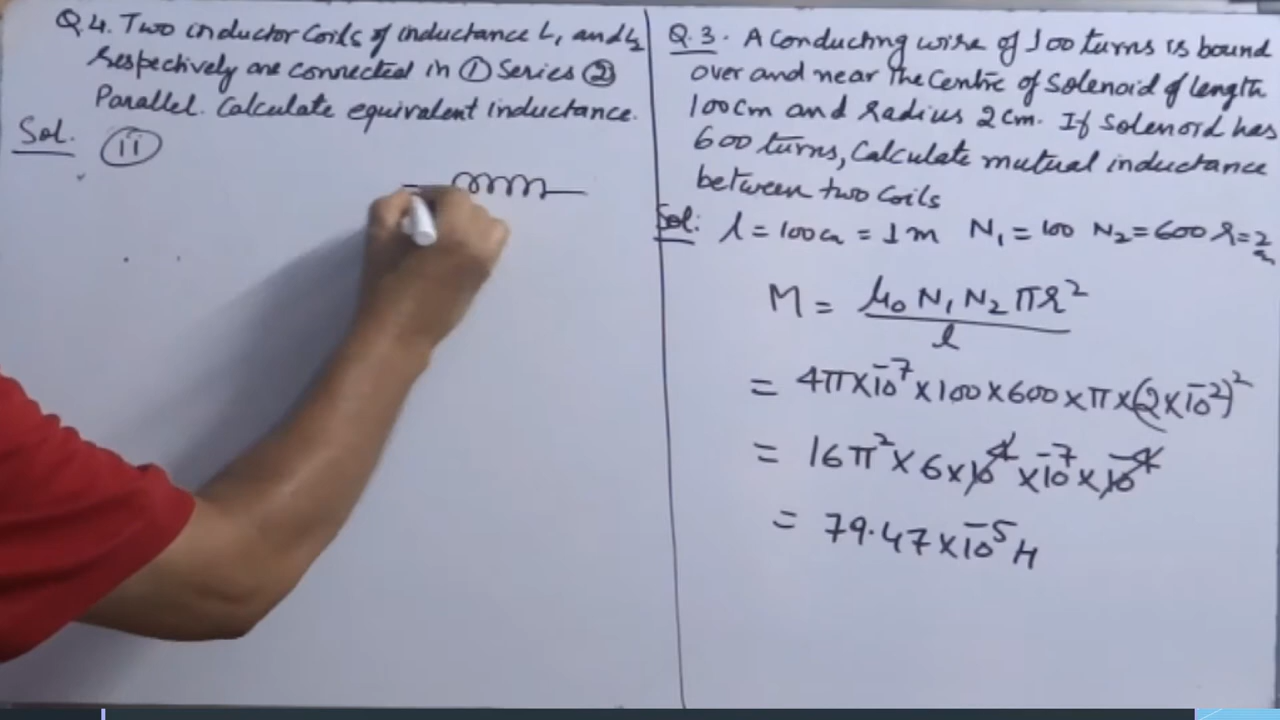 Q.4. Two inductor Coils of inductance L, and L2
respectively are connected in ① Series ②
Parallel. Calculate equivalent inductance.
Sol. (ii)
Q.3. A Conducting wire of 100 turns is bound
over and near the Centre of Solenoid of length
100cm and radius 2cm. If Solenoid has
600 turns, Calculate mutual inductance
between two Coils
Sol: l = 100cm = 1m N₁ = 100 N₂ = 600 r = 2cm
M = μ₀ N₁ N₂ πr² / l
= 4π×10⁻⁷×100×600×π×(2×10⁻²)²
= 16π²×6×10⁴×10⁻⁷×10⁻⁴
= 79.47×10⁻⁵H